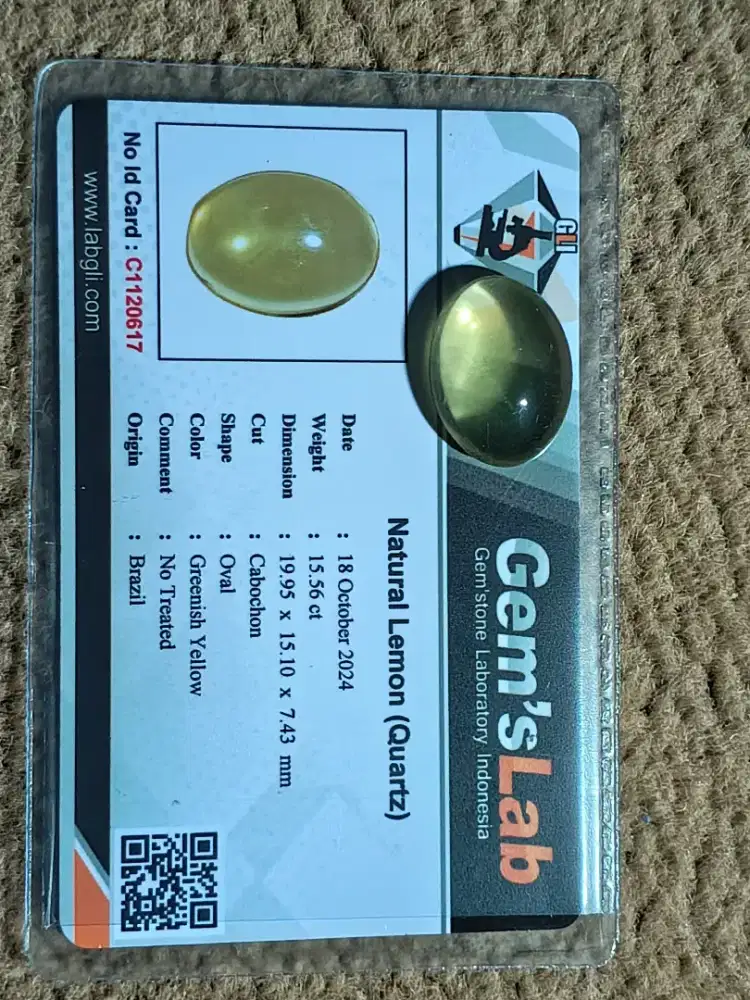 GLI
Gem'sLab
Gem'stone Laboratory Indonesia
Natural Lemon (Quartz)
Date : 18 October 2024
Weight : 15.56 ct
Dimension : 19.95 x 15.10 x 7.43 mm
Cut : Cabochon
Shape : Oval
Color : Greenish Yellow
Comment : No Treated
Origin : Brazil
No Id Card : C1120617
www.labgli.com